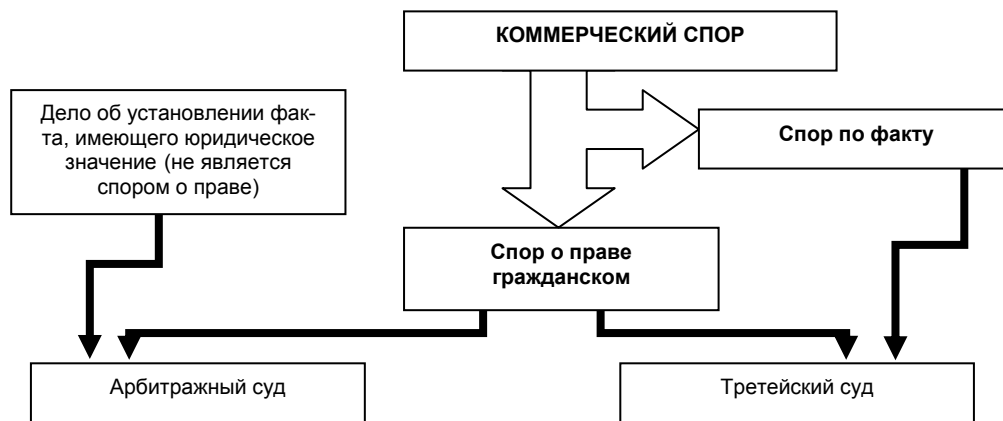 КОММЕРЧЕСКИЙ СПОР
Дело об установлении фак-
та, имеющего юридическое
значение (не является
спором о праве)
Спор по факту
Спор о праве
гражданском
Арбитражный суд
Третейский суд